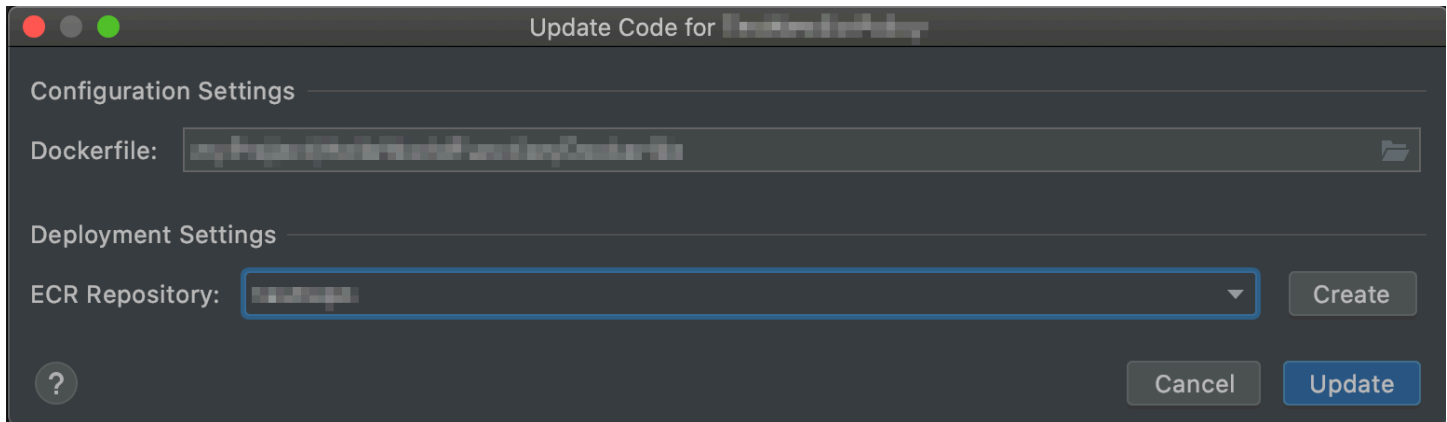 Update Code for
Configuration Settings
Dockerfile:
Deployment Settings
ECR Repository:
Create
?
Cancel
Update